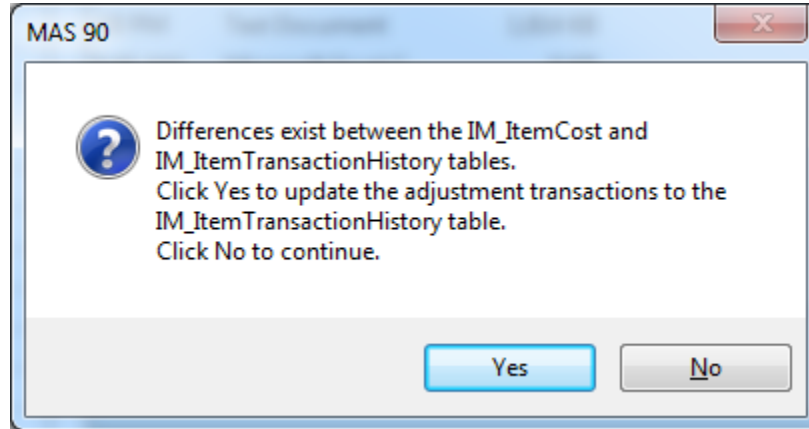 MAS 90
Differences exist between the IM_ItemCost and
IM_ItemTransactionHistory tables.
Click Yes to update the adjustment transactions to the
IM_ItemTransactionHistory table.
Click No to continue.
Yes
No